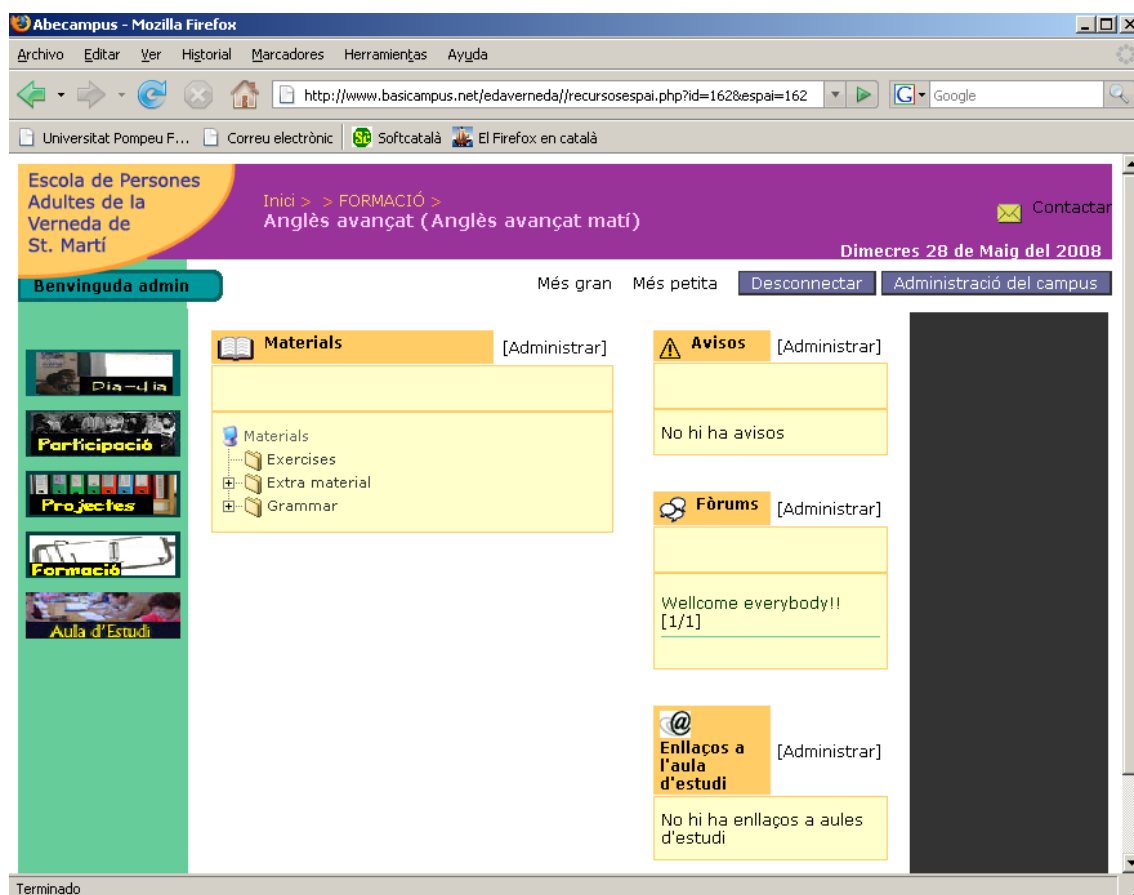 Abecampus - Mozilla Firefox
Archivo Editar Ver Historial Marcadores Herramientas Ayuda
http://www.basicampus.net/edaverneda//recursosespai.php?id=162&espai=162
Google
Universitat Pompeu F... Correu electrònic Softcatalà El Firefox en català
Escola de Persones
Adultes de la
Verneda de
St. Martí
Inici > > FORMACIÓ >
Anglès avançat (Anglès avançat matí)
Contactar
Dimecres 28 de Maig del 2008
Benvinguda admin
Més gran Més petita Desconnectar Administració del campus
Dia-dia
Participació
Projectes
Formació
Aula d'Estudi
Materials [Administrar]
Materials
Exercises
Extra material
Grammar
Avisos [Administrar]
No hi ha avisos
Fòrums [Administrar]
Wellcome everybody!!
[1/1]
Enllaços a
l'aula
d'estudi
[Administrar]
No hi ha enllaços a aules
d'estudi
Terminado